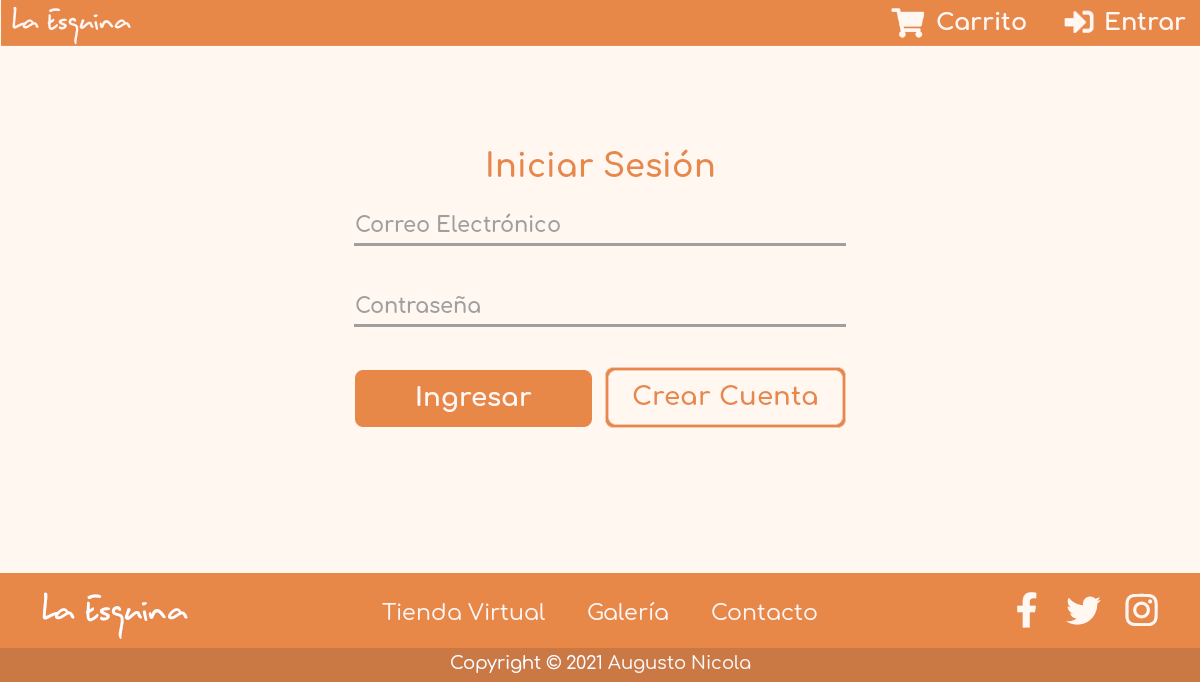 La Esquina
Carrito
Entrar
Iniciar Sesión
Correo Electrónico
Contraseña
Ingresar
Crear Cuenta
La Esquina
Tienda Virtual
Galería
Contacto
Copyright © 2021 Augusto Nicola